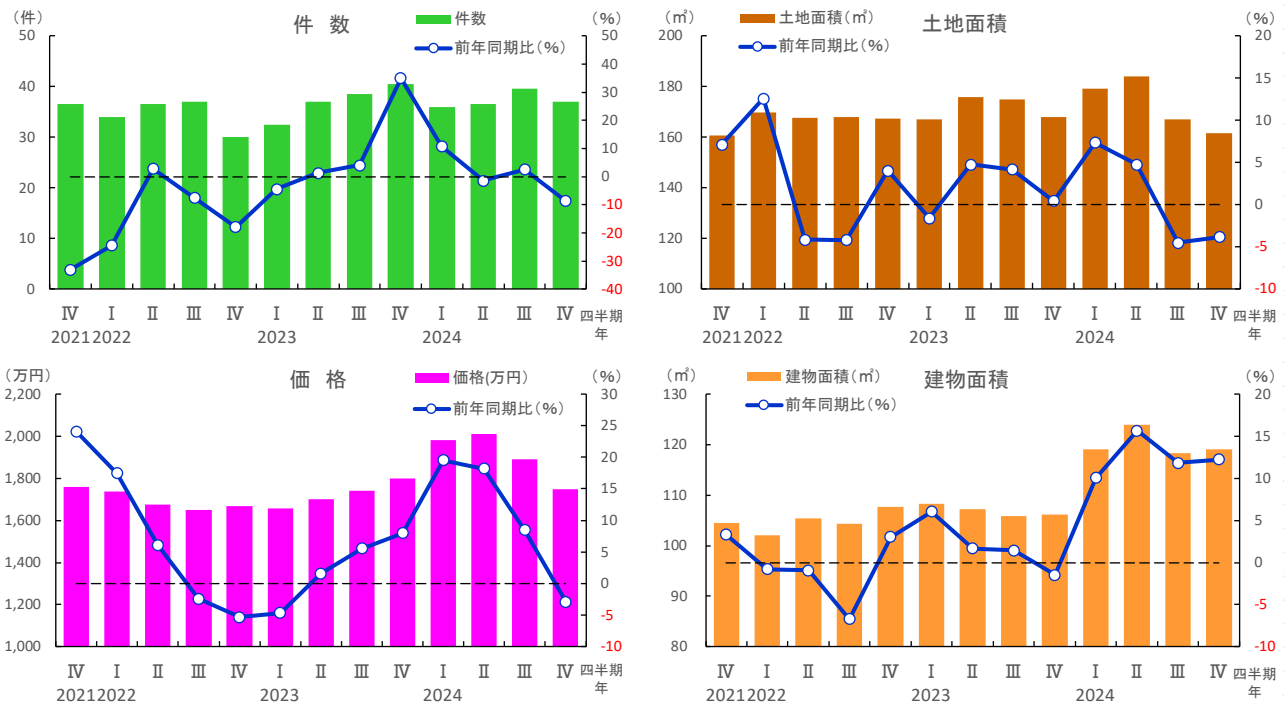 件　数
（件）
（％）
件数
前年同期比（％）
50
40
30
20
10
0
50
40
30
20
10
0
-10
-20
-30
-40
Ⅳ Ⅰ Ⅱ Ⅲ Ⅳ Ⅰ Ⅱ Ⅲ Ⅳ Ⅰ Ⅱ Ⅲ Ⅳ 四半期
2021 2022 2023 2024 年
土地面積
（㎡）
（％）
土地面積（㎡）
前年同期比（％）
200
180
160
140
120
100
20
15
10
5
0
-5
-10
Ⅳ Ⅰ Ⅱ Ⅲ Ⅳ Ⅰ Ⅱ Ⅲ Ⅳ Ⅰ Ⅱ Ⅲ Ⅳ 四半期
2021 2022 2023 2024 年
価　格
（万円）
（％）
価格(万円）
前年同期比（％）
2,200
2,000
1,800
1,600
1,400
1,200
1,000
30
25
20
15
10
5
0
-5
-10
Ⅳ Ⅰ Ⅱ Ⅲ Ⅳ Ⅰ Ⅱ Ⅲ Ⅳ Ⅰ Ⅱ Ⅲ Ⅳ 四半期
2021 2022 2023 2024 年
建物面積
（㎡）
（％）
建物面積（㎡）
前年同期比（％）
130
120
110
100
90
80
20
15
10
5
0
-5
-10
Ⅳ Ⅰ Ⅱ Ⅲ Ⅳ Ⅰ Ⅱ Ⅲ Ⅳ Ⅰ Ⅱ Ⅲ Ⅳ 四半期
2021 2022 2023 2024 年